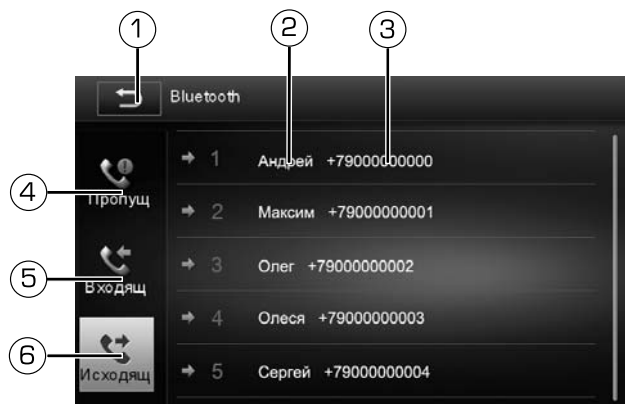 1 2 3
Bluetooth
1 Андрей +79000000000
4
Пропущ
2 Максим +79000000001
5
Входящ
3 Олег +79000000002
4 Олеся +79000000003
6
Исходящ
5 Сергей +79000000004